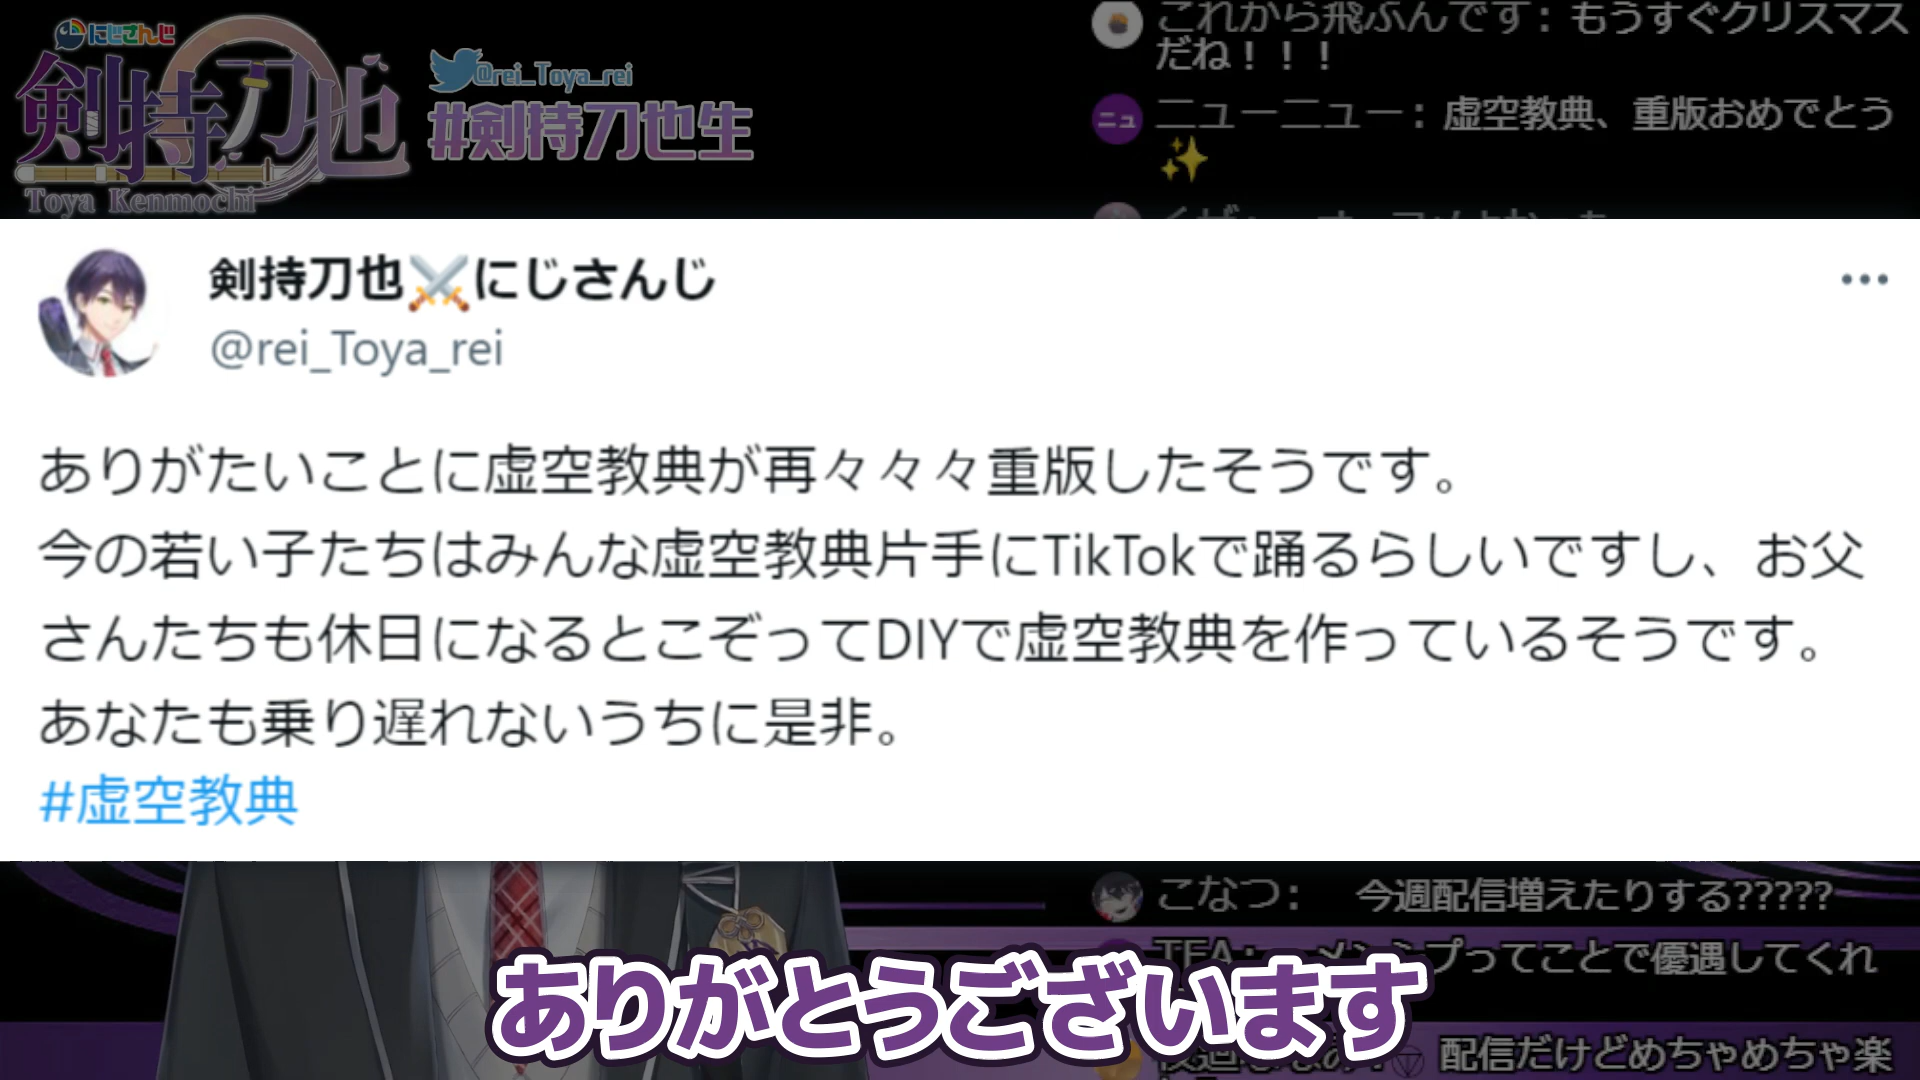 にじさんじ
剣持刀也
Toya Kenmochi
@rei_Toya_rei
#剣持刀也生
これから飛ぶんです: もうすぐクリスマス
だね！！！
ニュ
ニューニュー: 虚空教典、重版おめでとう
✨
剣持刀也⚔️にじさんじ
@rei_Toya_rei
ありがたいことに虚空教典が再々々々重版したそうです。
今の若い子たちはみんな虚空教典片手にTikTokで踊るらしいですし、お父
さんたちも休日になるとこぞってDIYで虚空教典を作っているそうです。
あなたも乗り遅れないうちに是非。
#虚空教典
こなつ: 今週配信増えたりする?????
TEA: メンシプってことで優遇してくれ
ありがとうございます
配信だけどめちゃめちゃ楽